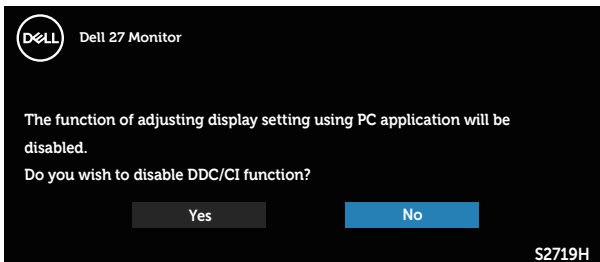 DELL
Dell 27 Monitor
The function of adjusting display setting using PC application will be
disabled.
Do you wish to disable DDC/CI function?
Yes No
S2719H